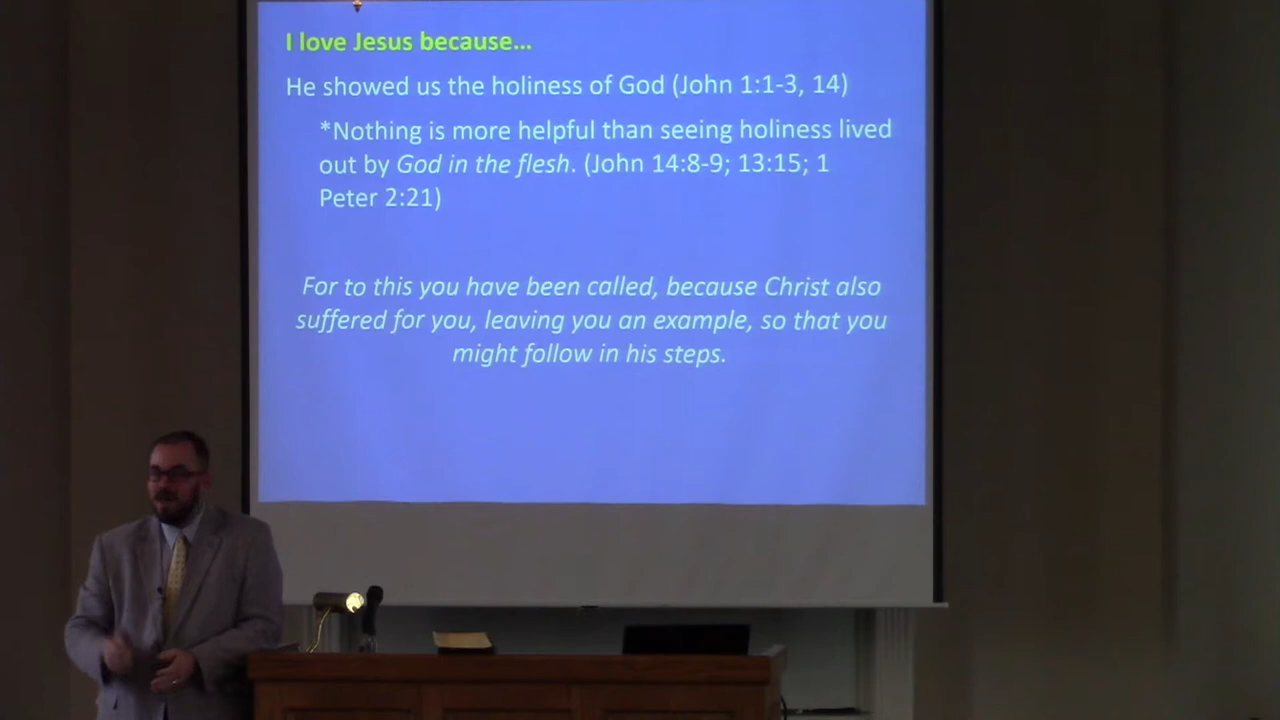 I love Jesus because...
He showed us the holiness of God (John 1:1-3, 14)
*Nothing is more helpful than seeing holiness lived
out by God in the flesh. (John 14:8-9; 13:15; 1
Peter 2:21)
For to this you have been called, because Christ also
suffered for you, leaving you an example, so that you
might follow in his steps.